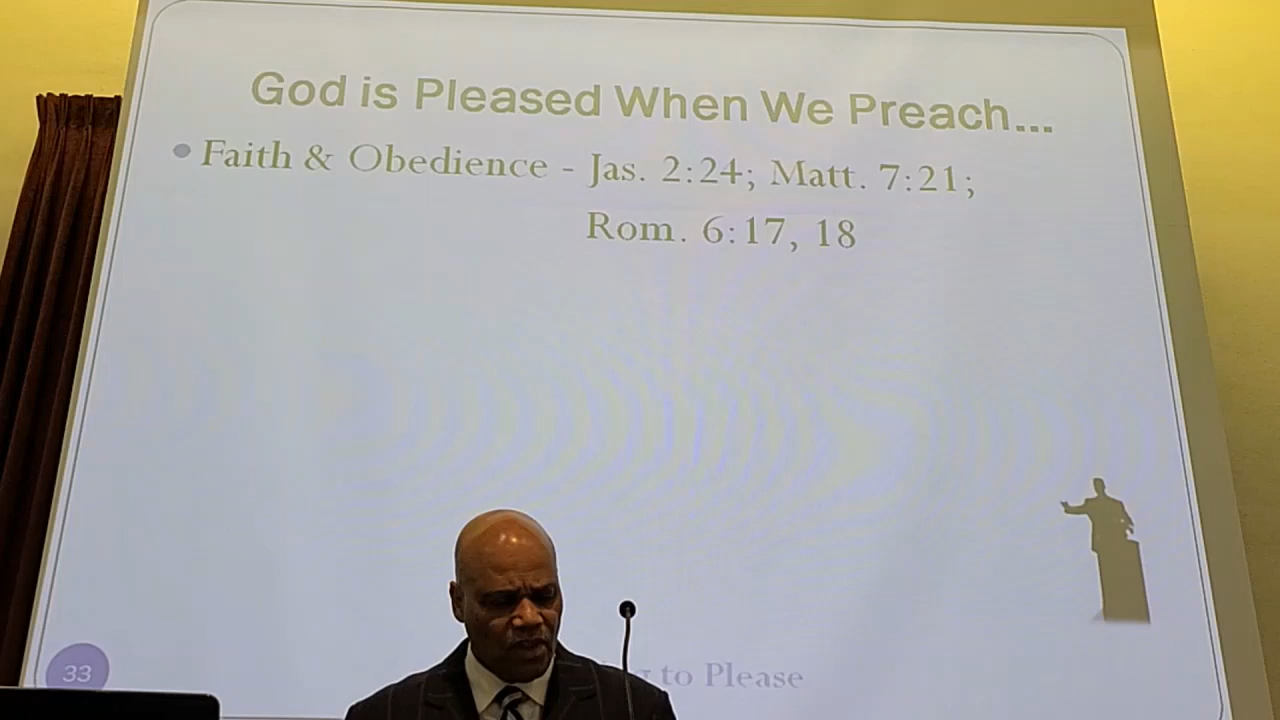 God is Pleased When We Preach...
Faith & Obedience - Jas. 2:24; Matt. 7:21;
Rom. 6:17, 18
to Please
33